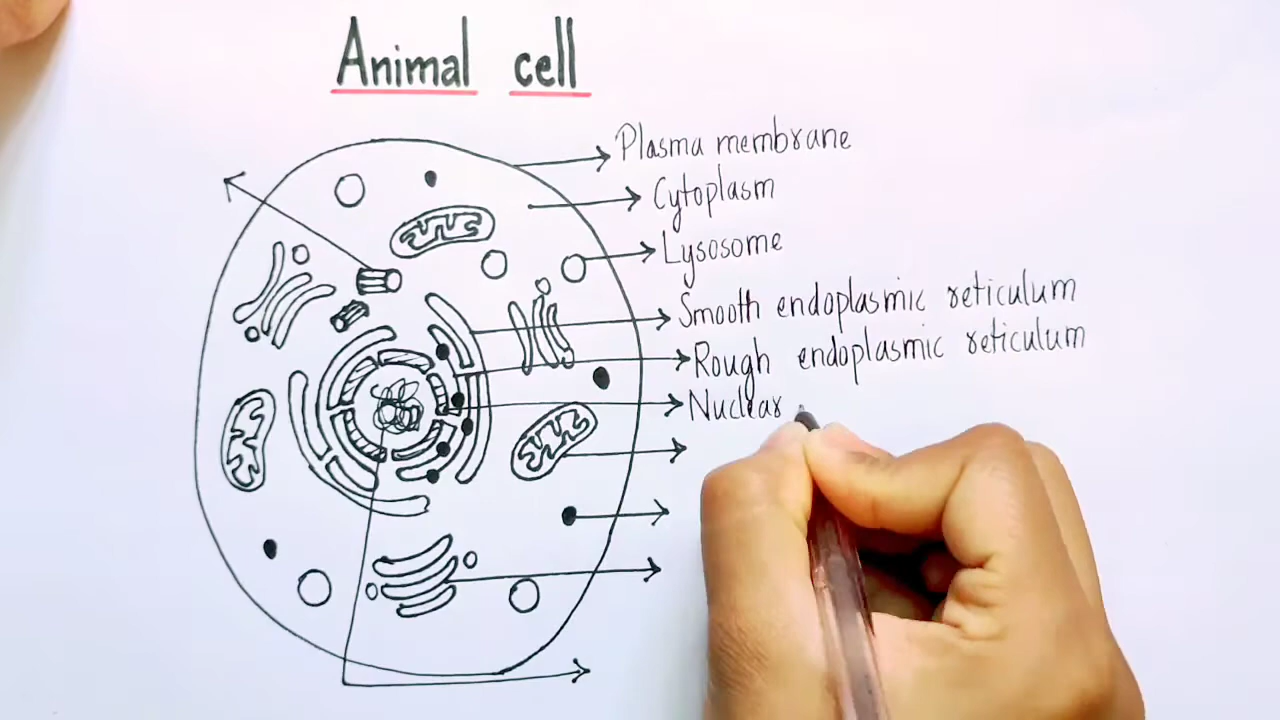 Animal cell
Plasma membrane
Cytoplasm
Lysosome
Smooth endoplasmic reticulum
Rough endoplasmic reticulum
Nuclear